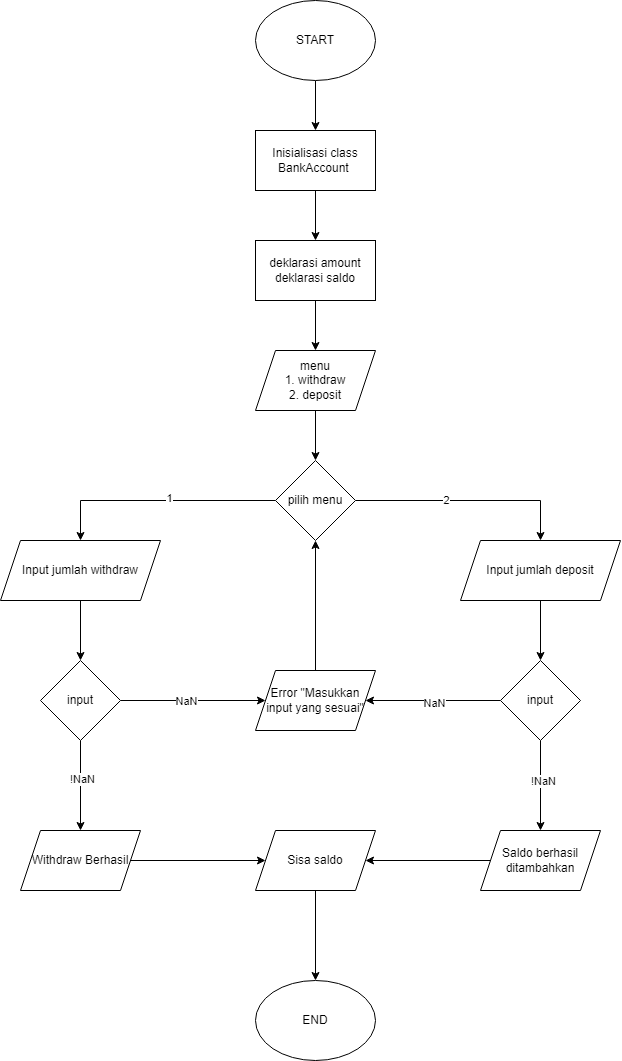 START
Inisialisasi class
BankAccount
deklarasi amount
deklarasi saldo
menu
1. withdraw
2. deposit
pilih menu
1
2
Input jumlah withdraw
Input jumlah deposit
input
NaN
Error "Masukkan
input yang sesuai"
NaN
input
!NaN
!NaN
Withdraw Berhasil
Sisa saldo
Saldo berhasil
ditambahkan
END